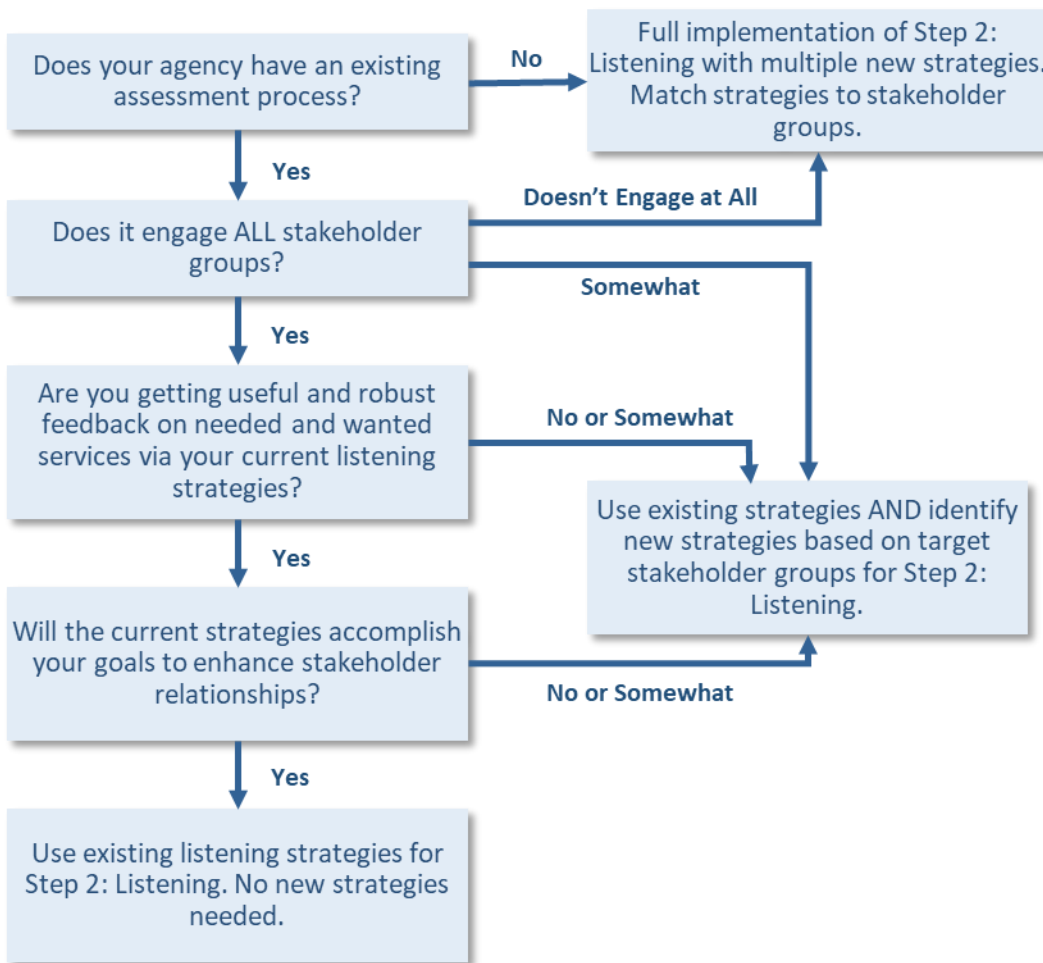 Does your agency have an existing
assessment process?
No
Full implementation of Step 2:
Listening with multiple new strategies.
Match strategies to stakeholder
groups.
Yes
Doesn’t Engage at All
Does it engage ALL stakeholder
groups?
Somewhat
Yes
Are you getting useful and robust
feedback on needed and wanted
services via your current listening
strategies?
No or Somewhat
Use existing strategies AND identify
new strategies based on target
stakeholder groups for Step 2:
Listening.
Yes
Will the current strategies accomplish
your goals to enhance stakeholder
relationships?
No or Somewhat
Yes
Use existing listening strategies for
Step 2: Listening. No new strategies
needed.